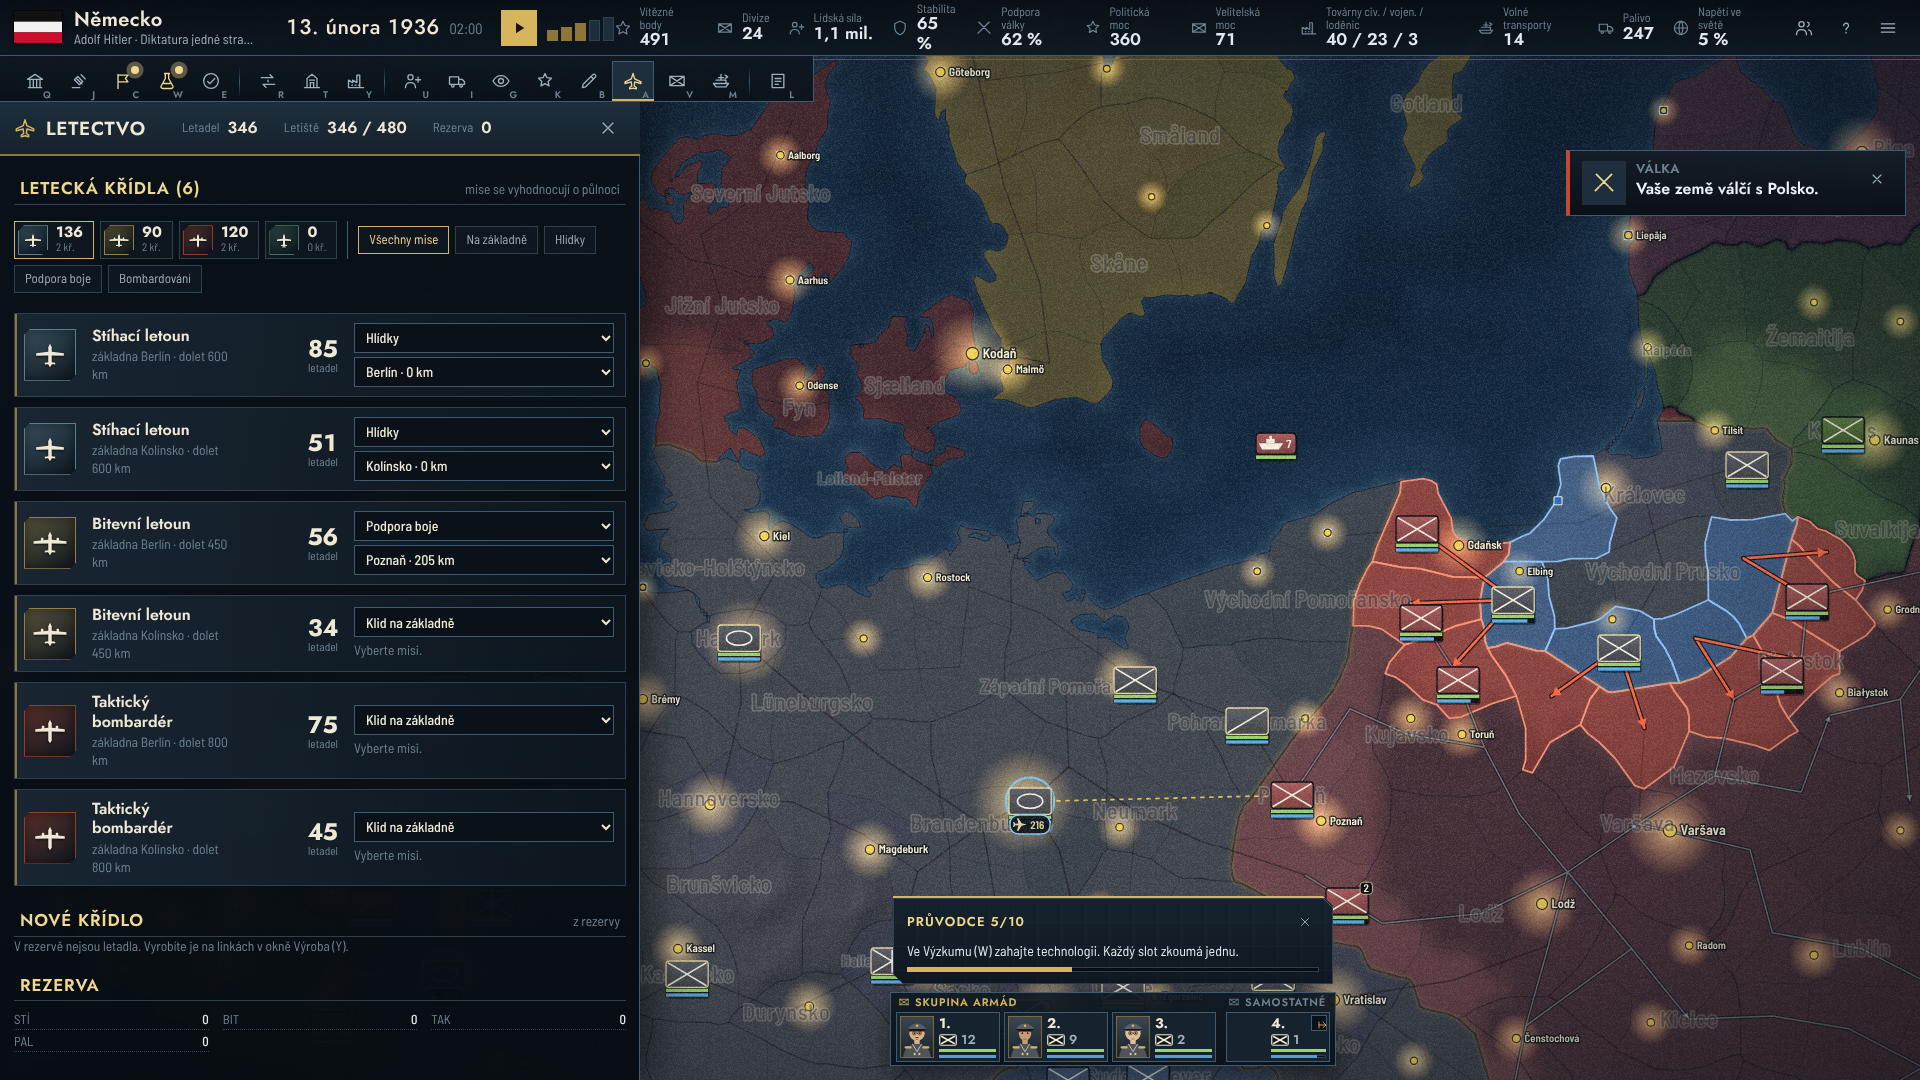 Německo
Adolf Hitler · Diktatura jedné stra...
13. února 1936 02:00
Vítězné body 491
Divize 24
Lidská síla 1,1 mil.
Stabilita 65 %
Podpora války 62 %
Politická moc 360
Velitelská moc 71
Továrny civ. / vojen. / loděnic 40 / 23 / 3
Volné transporty 14
Palivo 247
Napětí ve světě 5 %
?
Q J C W E R T Y U I G K B A V M L
LETECTVO
Letadel 346 Letiště 346 / 480 Rezerva 0
LETECKÁ KŘÍDLA (6)
mise se vyhodnocují o půlnoci
136 2 kř.
90 2 kř.
120 2 kř.
0 0 kř.
Všechny mise
Na základně
Hlídky
Podpora boje
Bombardování
Stíhací letoun
základna Berlín · dolet 600 km
85 letadel
Hlídky
Berlín · 0 km
Stíhací letoun
základna Kolínsko · dolet 600 km
51 letadel
Hlídky
Kolínsko · 0 km
Bitevní letoun
základna Berlín · dolet 450 km
56 letadel
Podpora boje
Poznaň · 205 km
Bitevní letoun
základna Kolínsko · dolet 450 km
34 letadel
Klid na základně
Vyberte misi.
Taktický bombardér
základna Berlín · dolet 800 km
75 letadel
Klid na základně
Vyberte misi.
Taktický bombardér
základna Kolínsko · dolet 800 km
45 letadel
Klid na základně
Vyberte misi.
NOVÉ KŘÍDLO
z rezervy
V rezervě nejsou letadla. Vyrobíte je na linkách v okně Výroba (Y).
REZERVA
STÍ 0 BIT 0 TAK 0
PAL 0
VÁLKA
Vaše země válčí s Polsko.
Göteborg
Gotland
Småland
Riga
Aalborg
Severní Jutsko
Liepāja
Skåne
Aarhus
Jižní Jutsko
Žemaitija
Kodaň
Klaipėda
Malmö
Odense
Sjælland
Fyn
Tilsit
Kaunas
7
Lolland-Falster
Královec
Suvalkija
Kiel
Gdaňsk
Elbing
Východní Prusko
Rostock
Východní Pomořansko
Grodn
Západní Pomořa
Białystok
Brémy
Lüneburgsko
Kujavsko
Toruň
Mazovsko
Hannoversko
Neumark
216
Poznaň
Varšava
Varšava
Magdeburk
Brunšvicko
2
Lodž
Lodž
Kassel
Radom
Lublin
Durynsko
Vratislav
Kielce
Čenstochová
PRŮVODCE 5/10
Ve Výzkumu (W) zahajte technologii. Každý slot zkoumá jednu.
SKUPINA ARMÁD
SAMOSTATNÉ
1. 12
2. 9
3. 2
4. 1